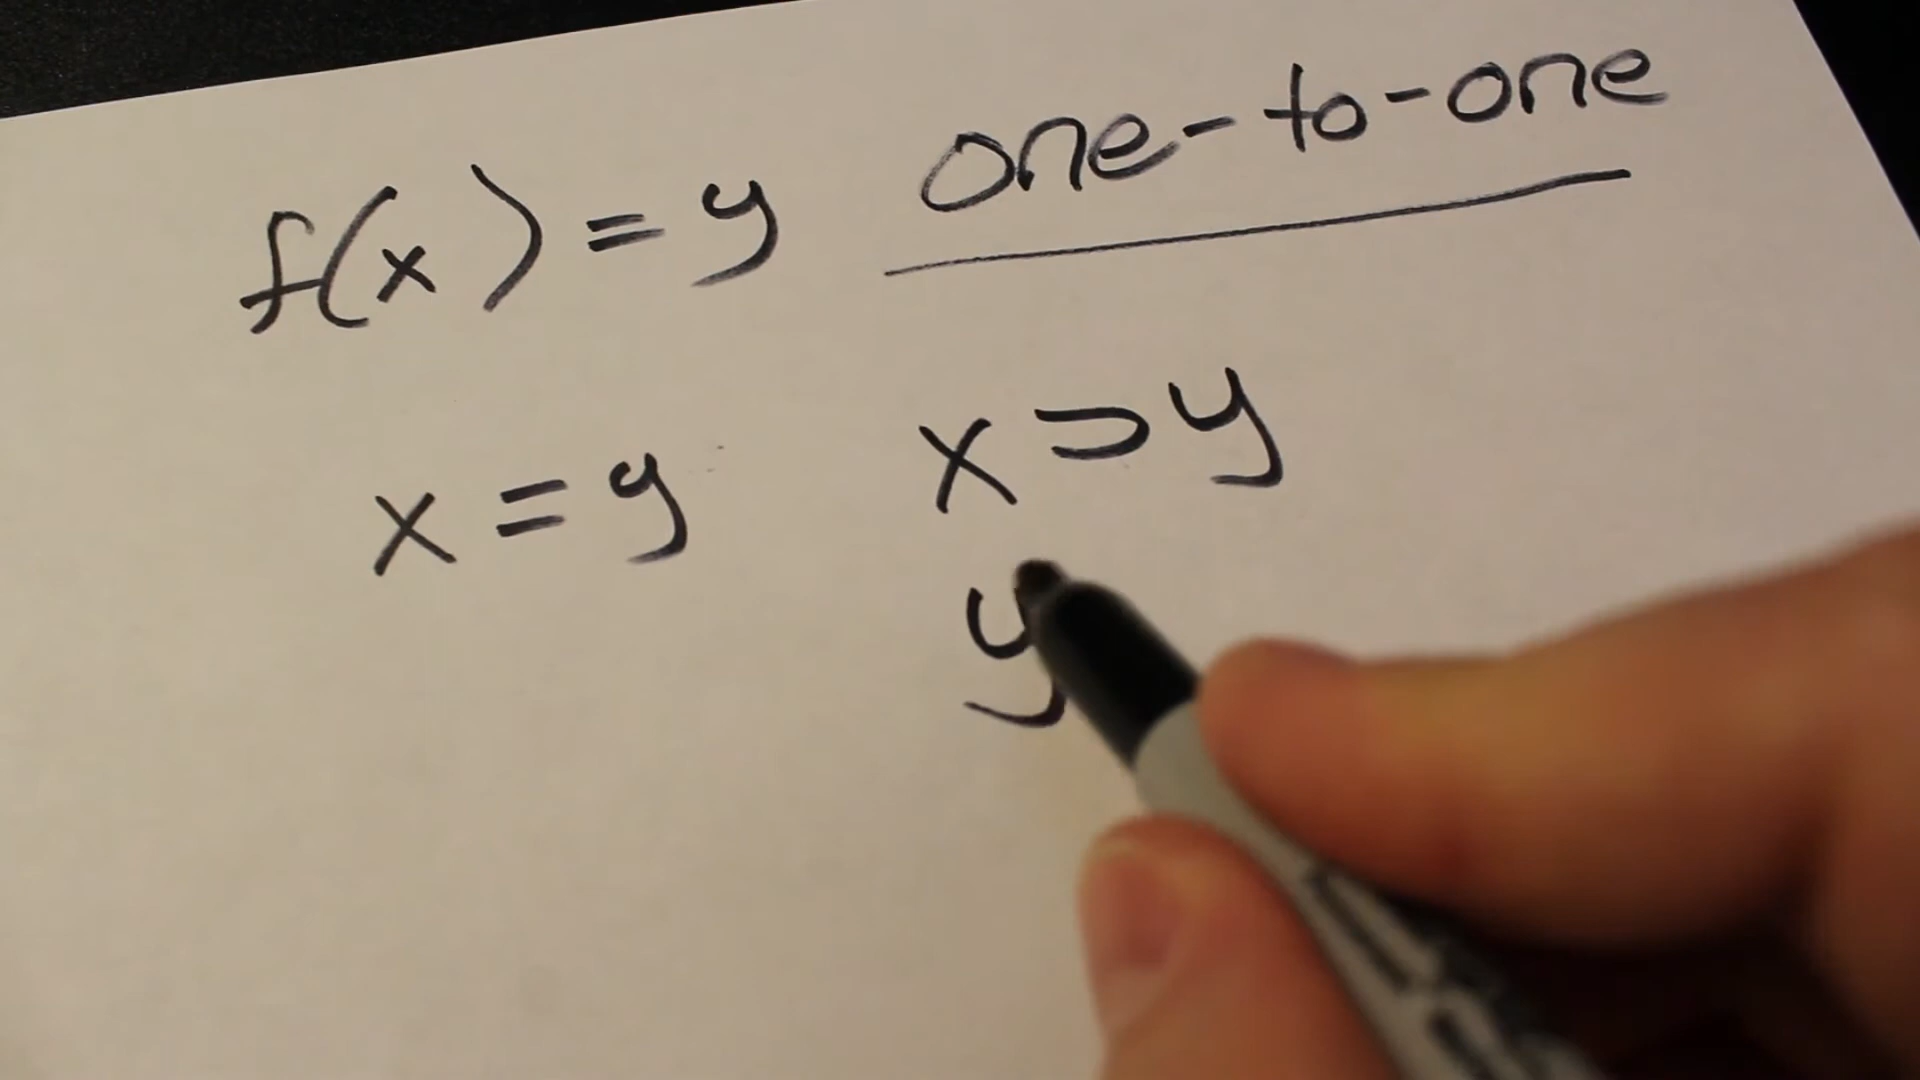 f(x) = y one-to-one
x = y x ⊃ y
y